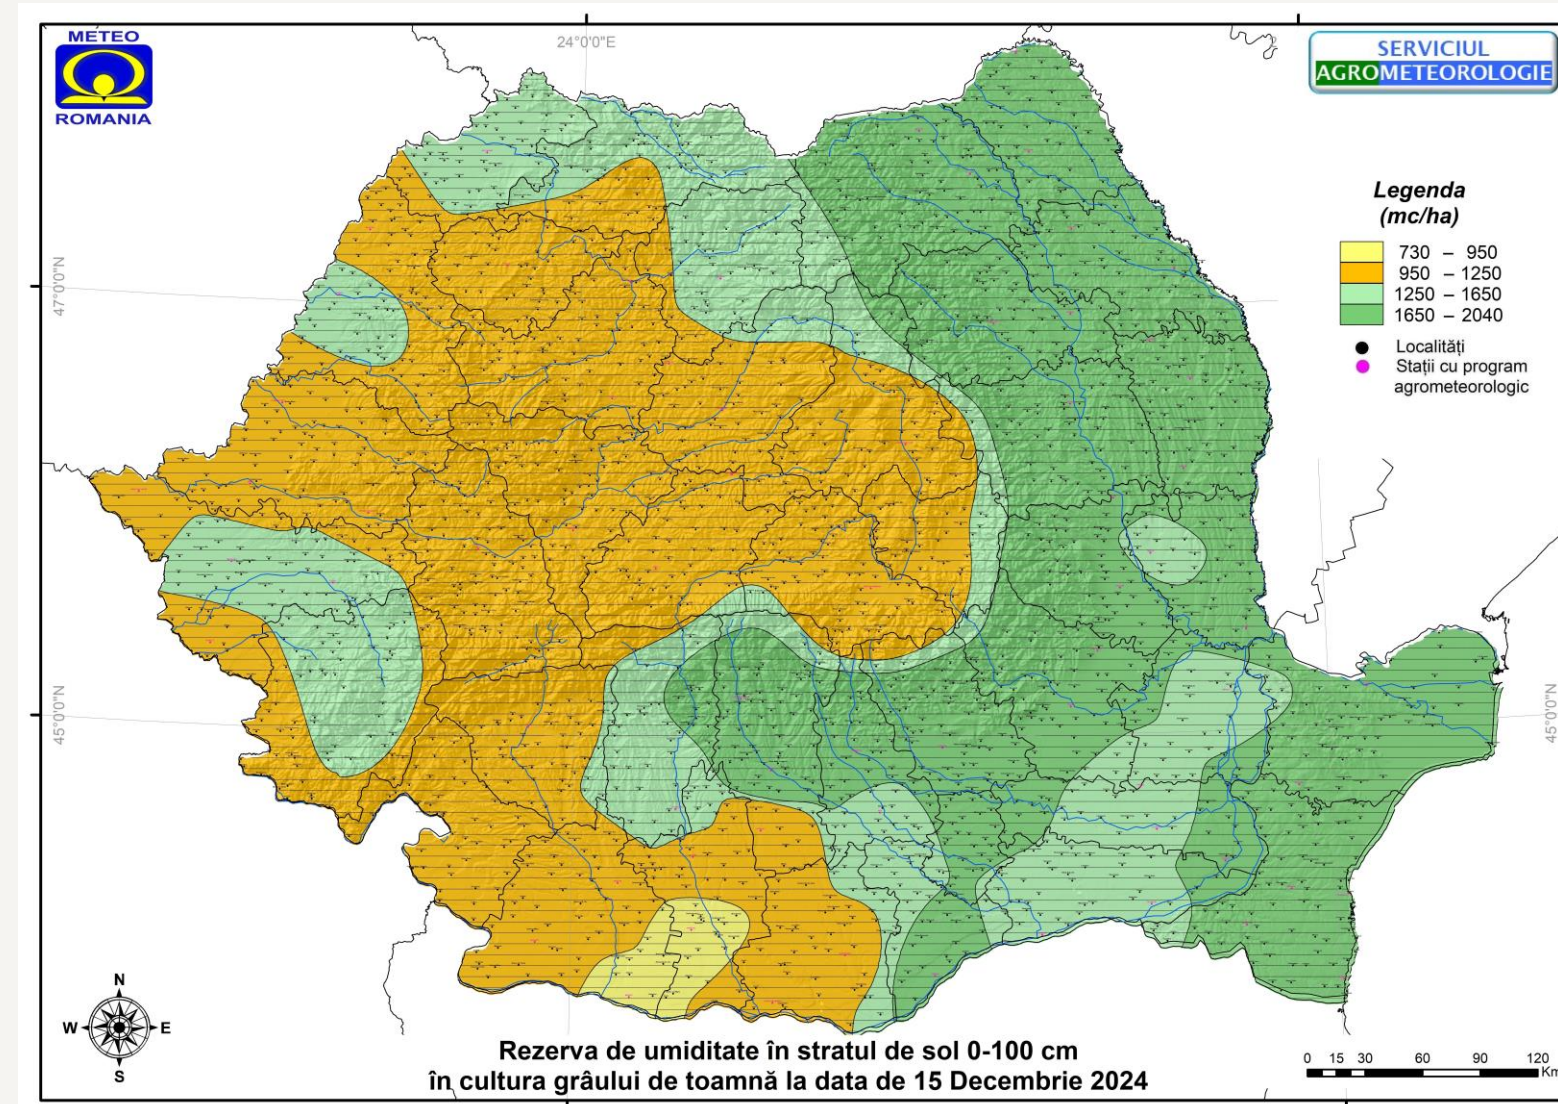 METEO
ROMANIA
24°0'0"E
SERVICIUL
AGROMETEOROLOGIE
Legenda
(mc/ha)
730 – 950
950 – 1250
1250 – 1650
1650 – 2040
Localități
Stații cu program
agrometeorologic
47°0'0"N
45°0'0"N
45°0'0"N
N
W E
S
Rezerva de umiditate în stratul de sol 0-100 cm
în cultura grâului de toamnă la data de 15 Decembrie 2024
0 15 30 60 90 120
Km